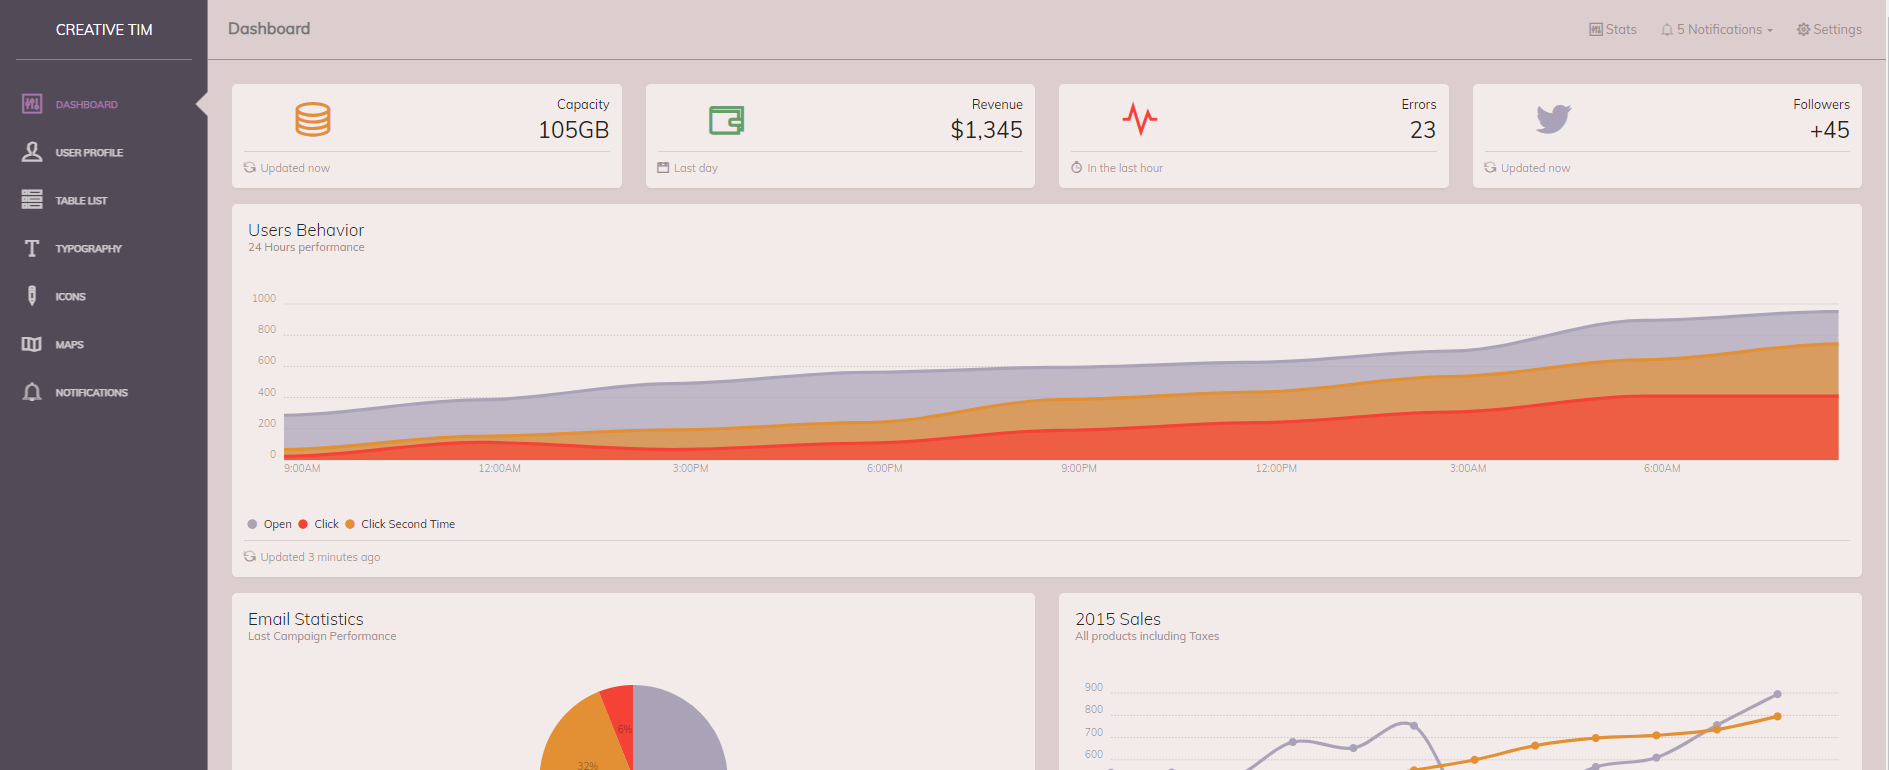 CREATIVE TIM
DASHBOARD
USER PROFILE
TABLE LIST
TYPOGRAPHY
ICONS
MAPS
NOTIFICATIONS
Dashboard
Stats
5 Notifications
Settings
Capacity
105GB
Updated now
Revenue
$1,345
Last day
Errors
23
In the last hour
Followers
+45
Updated now
Users Behavior
24 Hours performance
1000
800
600
400
200
0
9:00AM 12:00AM 3:00PM 6:00PM 9:00PM 12:00PM 3:00AM 6:00AM
Open Click Click Second Time
Updated 3 minutes ago
Email Statistics
Last Campaign Performance
6%
32%
2015 Sales
All products including Taxes
900
800
700
600